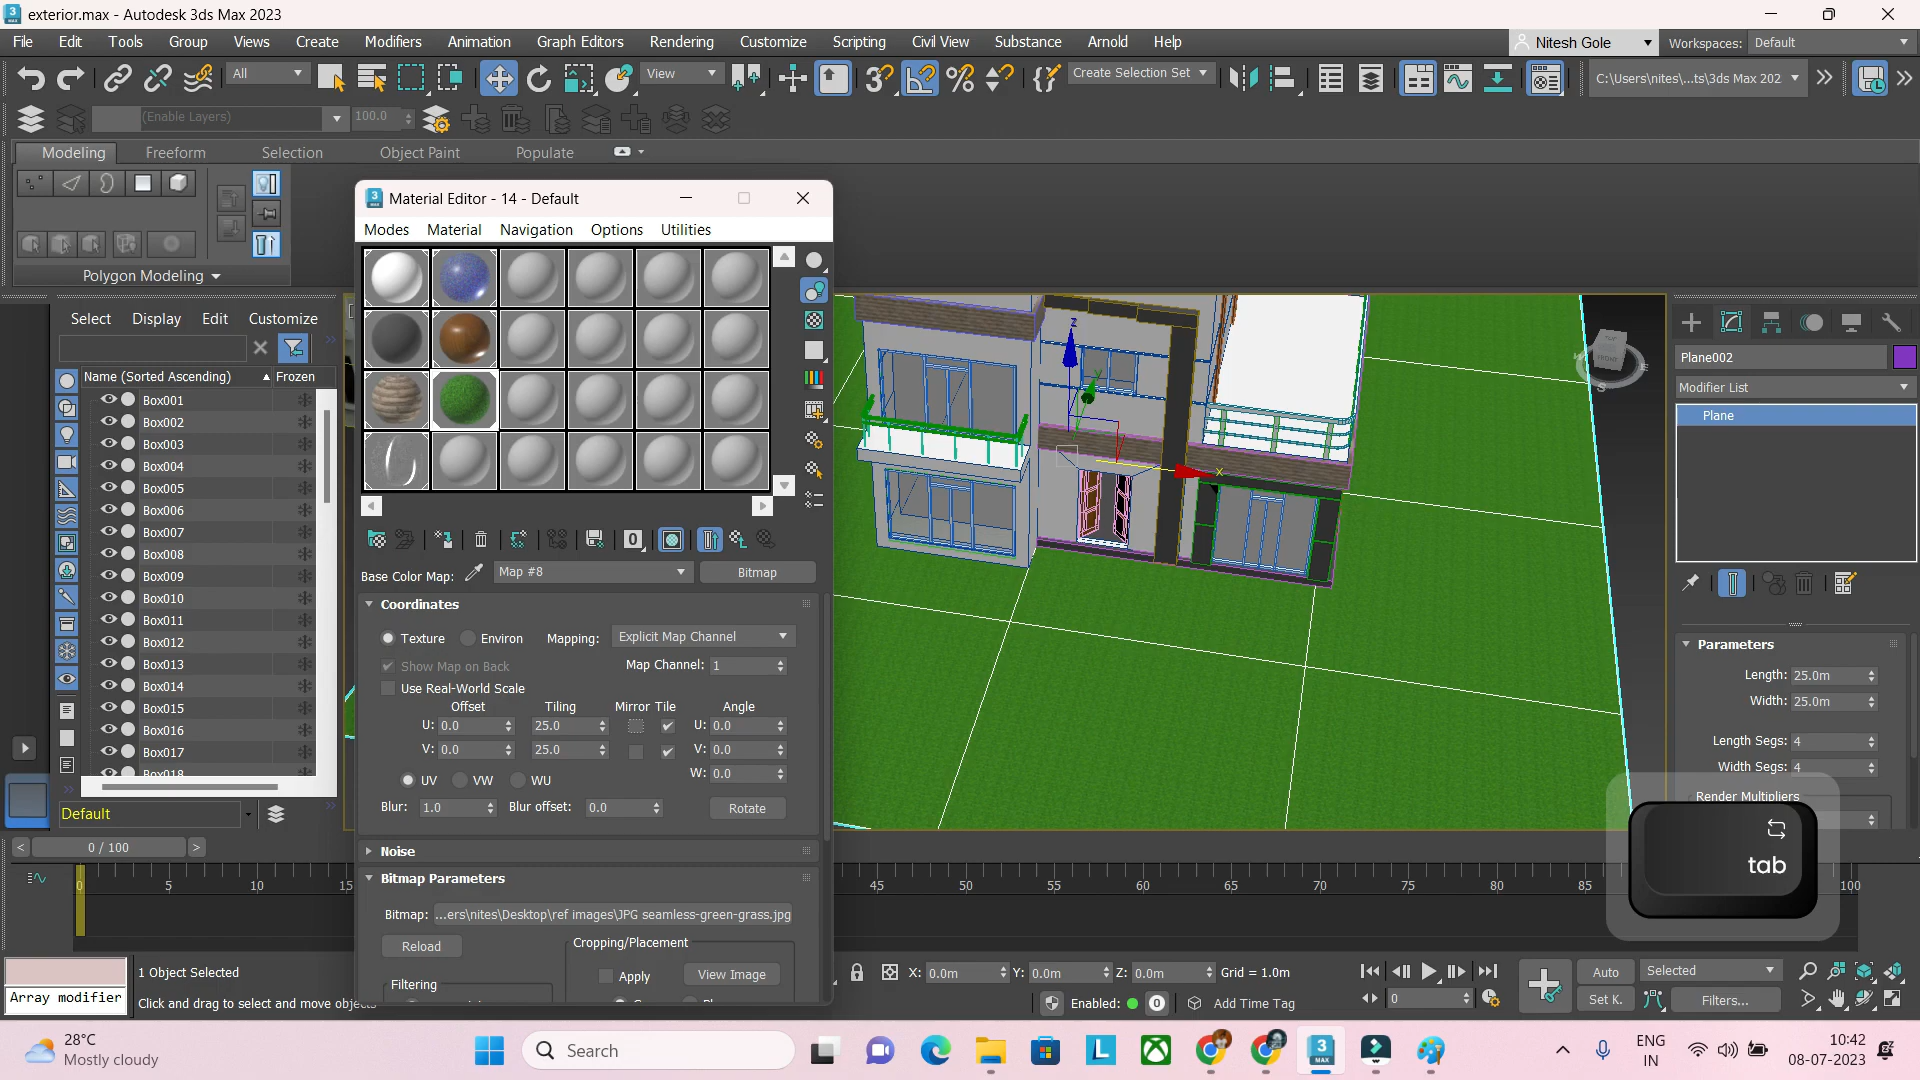 exterior.max - Autodesk 3ds Max 2023
File Edit Tools Group Views Create Modifiers Animation Graph Editors Rendering Customize Scripting Civil View Substance Arnold Help
Nitesh Gole Workspaces: Default
All View Create Selection Set C:\Users\nites\...ts\3ds Max 202
(Enable Layers) 100.0
Modeling Freeform Selection Object Paint Populate
Polygon Modeling
Material Editor - 14 - Default
Modes Material Navigation Options Utilities
Select Display Edit Customize
Name (Sorted Ascending) Frozen
Box001
Box002
Box003
Box004
Box005
Box006
Box007
Box008
Box009
Box010
Box011
Box012
Box013
Box014
Box015
Box016
Box017
Box018
Default
Base Color Map: Map #8 Bitmap
Coordinates
Texture Environ Mapping: Explicit Map Channel
Show Map on Back Map Channel: 1
Use Real-World Scale
Offset Tiling Mirror Tile Angle
U: 0.0 25.0 U: 0.0
V: 0.0 25.0 V: 0.0
W: 0.0
UV VW WU
Blur: 1.0 Blur offset: 0.0 Rotate
Noise
Bitmap Parameters
Bitmap: ...ers\nites\Desktop\ref images\JPG seamless-green-grass.jpg
Reload Cropping/Placement
Apply View Image
Filtering
z y x
Plane002
Modifier List
Plane
Parameters
Length: 25.0m
Width: 25.0m
Length Segs: 4
Width Segs: 4
Render Multipliers
tab
0 / 100
0 5 10 15 45 50 55 60 65 70 75 80 85 100
1 Object Selected
Array modifier
Click and drag to select and move objects
X: 0.0m Y: 0.0m Z: 0.0m Grid = 1.0m
Enabled: 0 Add Time Tag
Auto Selected
0 Set K. Filters...
28°C
Mostly cloudy
Search
ENG
IN
10:42
08-07-2023